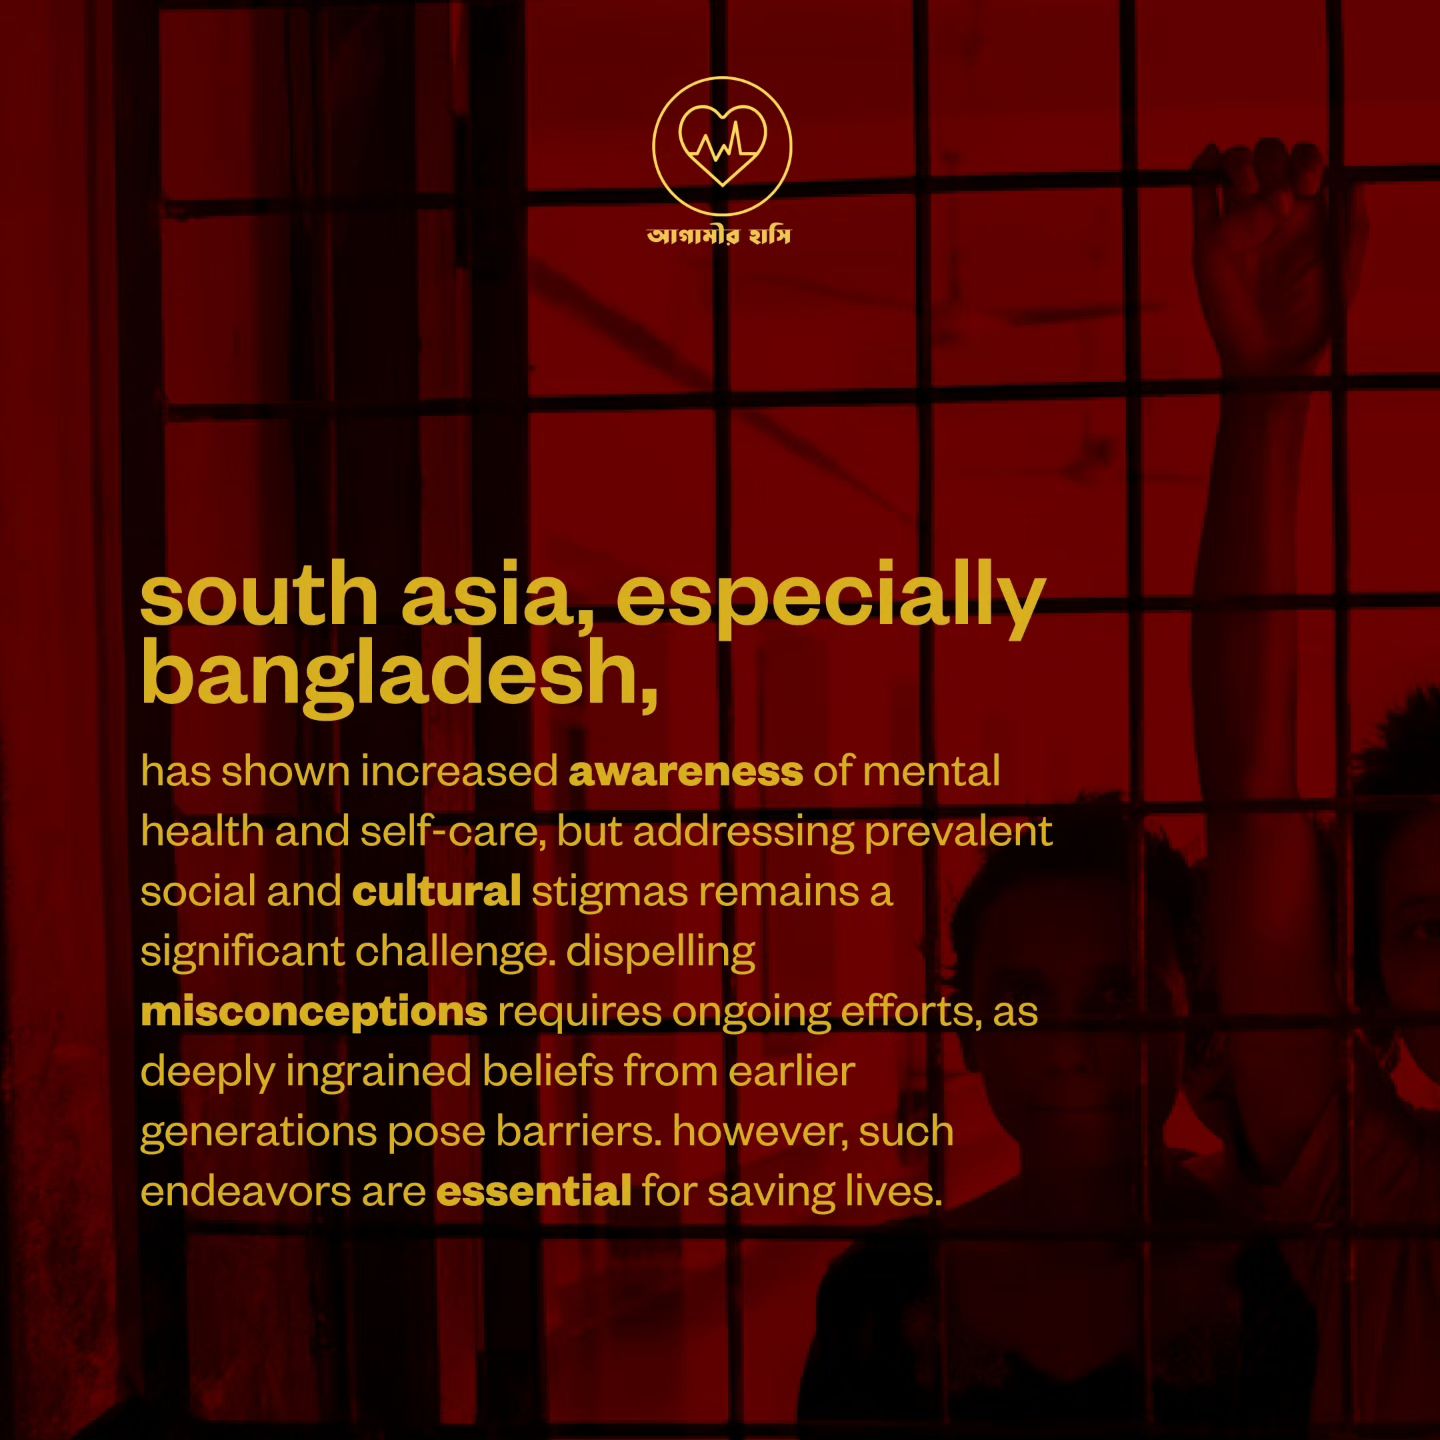 আগামীর হাসি
south asia, especially
bangladesh,
has shown increased awareness of mental
health and self-care, but addressing prevalent
social and cultural stigmas remains a
significant challenge. dispelling
misconceptions requires ongoing efforts, as
deeply ingrained beliefs from earlier
generations pose barriers. however, such
endeavors are essential for saving lives.